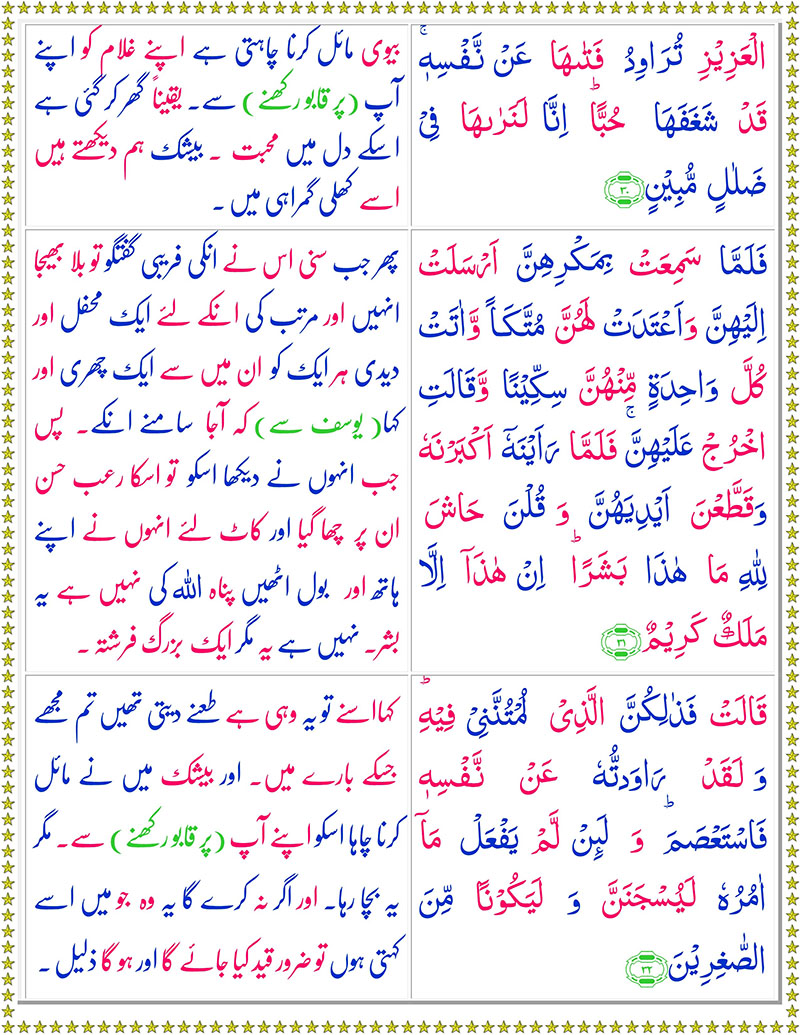 الْعَزِيْزِ تُرَاوِدُ فَتٰىهَا عَنْ نَّفْسِهٖ ۚ
قَدْ شَغَفَهَا حُبًّا ؕ اِنَّا لَنَرٰىهَا فِیْ
ضَلٰلٍ مُّبِیْنٍ ۳۰
بیوی مائل کرنا چاہتی ہے اپنے غلام کو اپنے
آپ (پر قابو رکھنے) سے۔ یقیناً گھر کر گئی ہے
اسکے دل میں محبت ۔ بیشک ہم دیکھتے ہیں
اسے کھلی گمراہی میں ۔
فَلَمَّا سَمِعَتْ بِمَكْرِهِنَّ اَرْسَلَتْ
اِلَیْهِنَّ وَاَعْتَدَتْ لَهُنَّ مُتَّكَاً وَّاٰتَتْ
كُلَّ وَاحِدَةٍ مِّنْهُنَّ سِكِّیْنًا وَّقَالَتِ
اخْرُجْ عَلَیْهِنَّ ۚ فَلَمَّا رَاَیْنَهٗۤ اَكْبَرْنَهٗ
وَقَطَّعْنَ اَیْدِیَهُنَّ وَ قُلْنَ حَاشَ
لِلّٰهِ مَا هٰذَا بَشَرًا ؕ اِنْ هٰذَاۤ اِلَّا
مَلَكٌ كَرِیْمٌ ۳۱
پھر جب سنی اس نے انکی فریبی گفتگو تو بلا بھیجا
انہیں اور مرتب کی انکے لئے ایک محفل اور
دیدی ہر ایک کو ان میں سے ایک چھری اور
کہا (یوسف سے) کہ آجا سامنے انکے۔ پس
جب انہوں نے دیکھا اسکو تو اسکا رعب حسن
ان پر چھا گیا اور کاٹ لئے انہوں نے اپنے
ہاتھ اور بول اٹھیں پناہ اللہ کی نہیں ہے یہ
بشر۔ نہیں ہے یہ مگر ایک بزرگ فرشتہ ۔
قَالَتْ فَذٰلِكُنَّ الَّذِیْ لُمْتُنَّنِیْ فِیْهِ ؕ
وَ لَقَدْ رَاوَدتُّهٗ عَنْ نَّفْسِهٖ
فَاسْتَعْصَمَ ؕ وَ لَئِنْ لَّمْ یَفْعَلْ مَاۤ
اٰمُرُهٗ لَیُسْجَنَنَّ وَ لَیَكُوْنًا مِّنَ
الصّٰغِرِیْنَ ۳۲
کہا اسنے تو یہ وہی ہے طعنے دیتی تھیں تم مجھے
جسکے بارے میں۔ اور بیشک میں نے مائل
کرنا چاہا اسکو اپنے آپ (پر قابو رکھنے) سے۔ مگر
یہ بچا رہا۔ اور اگر نہ کرے گا یہ وہ جو میں اسے
کہتی ہوں تو ضرور قید کیا جائے گا اور ہو گا ذلیل ۔